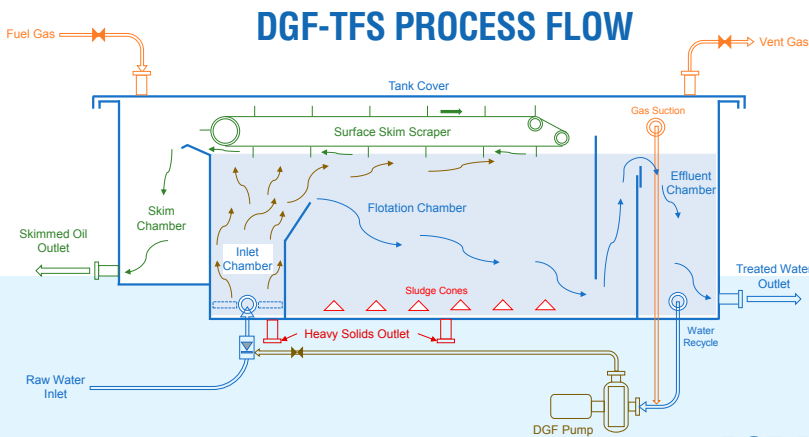 DGF-TFS PROCESS FLOW
Fuel Gas
Vent Gas
Tank Cover
Gas Suction
Surface Skim Scraper
Effluent
Chamber
Skim
Chamber
Flotation Chamber
Skimmed Oil
Outlet
Inlet
Chamber
Treated Water
Outlet
Sludge Cones
Heavy Solids Outlet
Water
Recycle
Raw Water
Inlet
DGF Pump